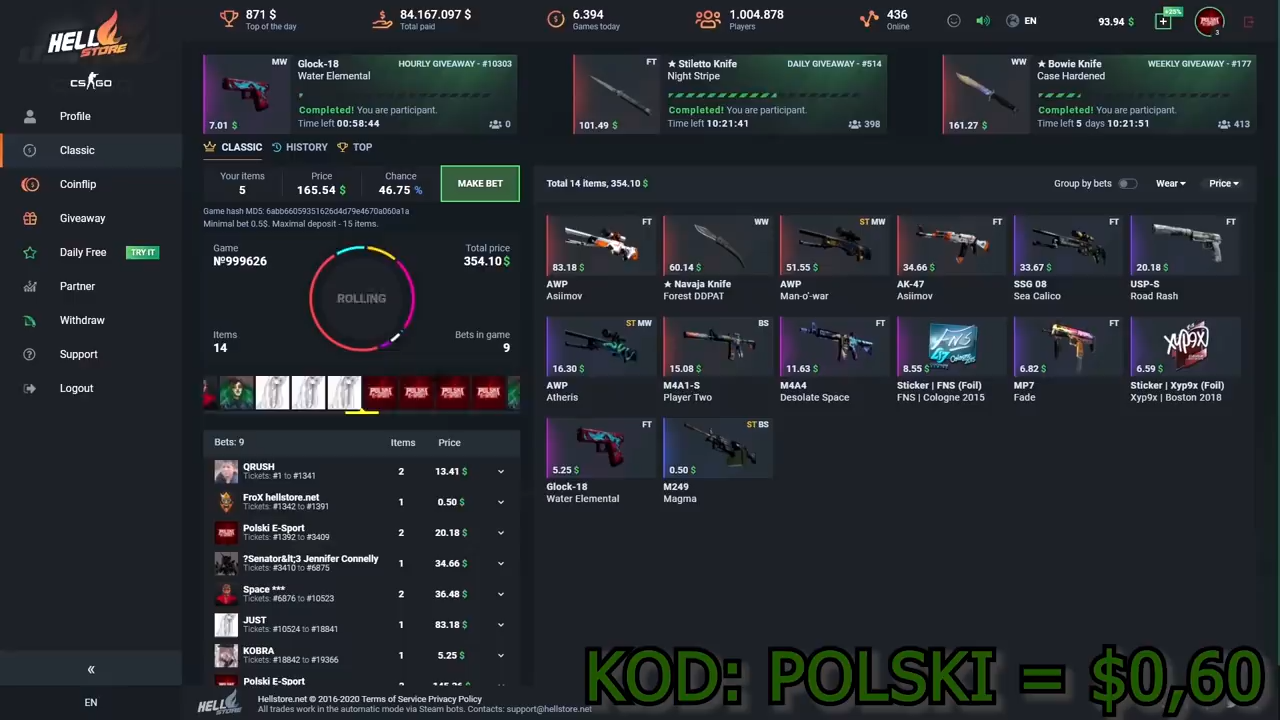 HELL
STORE
CS GO
Profile
Classic
Coinflip
Giveaway
Daily Free TRY IT
Partner
Withdraw
Support
Logout
«
EN
871 $
Top of the day
84.167.097 $
Total paid
6.394
Games today
1.004.878
Players
436
Online
EN
93.94 $
+25%
3
MW
Glock-18
Water Elemental
HOURLY GIVEAWAY - #10303
Completed! You are participant.
Time left 00:58:44
0
7.01 $
FT
★ Stiletto Knife
Night Stripe
DAILY GIVEAWAY - #514
Completed! You are participant.
Time left 10:21:41
398
101.49 $
WW
★ Bowie Knife
Case Hardened
WEEKLY GIVEAWAY - #177
Completed! You are participant.
Time left 5 days 10:21:51
413
161.27 $
CLASSIC HISTORY TOP
Your items
5
Price
165.54 $
Chance
46.75 %
MAKE BET
Game hash MD5: 6abb66059351626d4d79e4670a060a1a
Minimal bet 0.5$. Maximal deposit - 15 items.
Game
№999626
Total price
354.10 $
ROLLING
Items
14
Bets in game
9
POLSKI POLSKI POLSKI POLSKI
Bets: 9 Items Price
QRUSH
Tickets: #1 to #1341
2 13.41 $
FroX hellstore.net
Tickets: #1342 to #1391
1 0.50 $
Polski E-Sport
Tickets: #1392 to #3409
2 20.18 $
?Senator&lt;3 Jennifer Connelly
Tickets: #3410 to #6875
1 34.66 $
Space ***
Tickets: #6876 to #10523
2 36.48 $
JUST
Tickets: #10524 to #18841
1 83.18 $
KOBRA
Tickets: #18842 to #19366
1 5.25 $
Polski E-Sport
Total 14 items, 354.10 $
Group by bets Wear Price
FT
83.18 $
AWP
Asiimov
WW
60.14 $
★ Navaja Knife
Forest DDPAT
ST MW
51.55 $
AWP
Man-o'-war
FT
34.66 $
AK-47
Asiimov
FT
33.67 $
SSG 08
Sea Calico
FT
20.18 $
USP-S
Road Rash
ST MW
16.30 $
AWP
Atheris
BS
15.08 $
M4A1-S
Player Two
FT
11.63 $
M4A4
Desolate Space
8.55 $
Sticker | FNS (Foil)
FNS | Cologne 2015
FT
6.82 $
MP7
Fade
6.59 $
Sticker | Xyp9x (Foil)
Xyp9x | Boston 2018
FT
5.25 $
Glock-18
Water Elemental
ST BS
0.50 $
M249
Magma
HELL
STORE
Hellstore.net © 2016-2020 Terms of Service Privacy Policy
All trades work in the automatic mode via Steam bots. Contacts: support@hellstore.net
KOD: POLSKI = $0,60